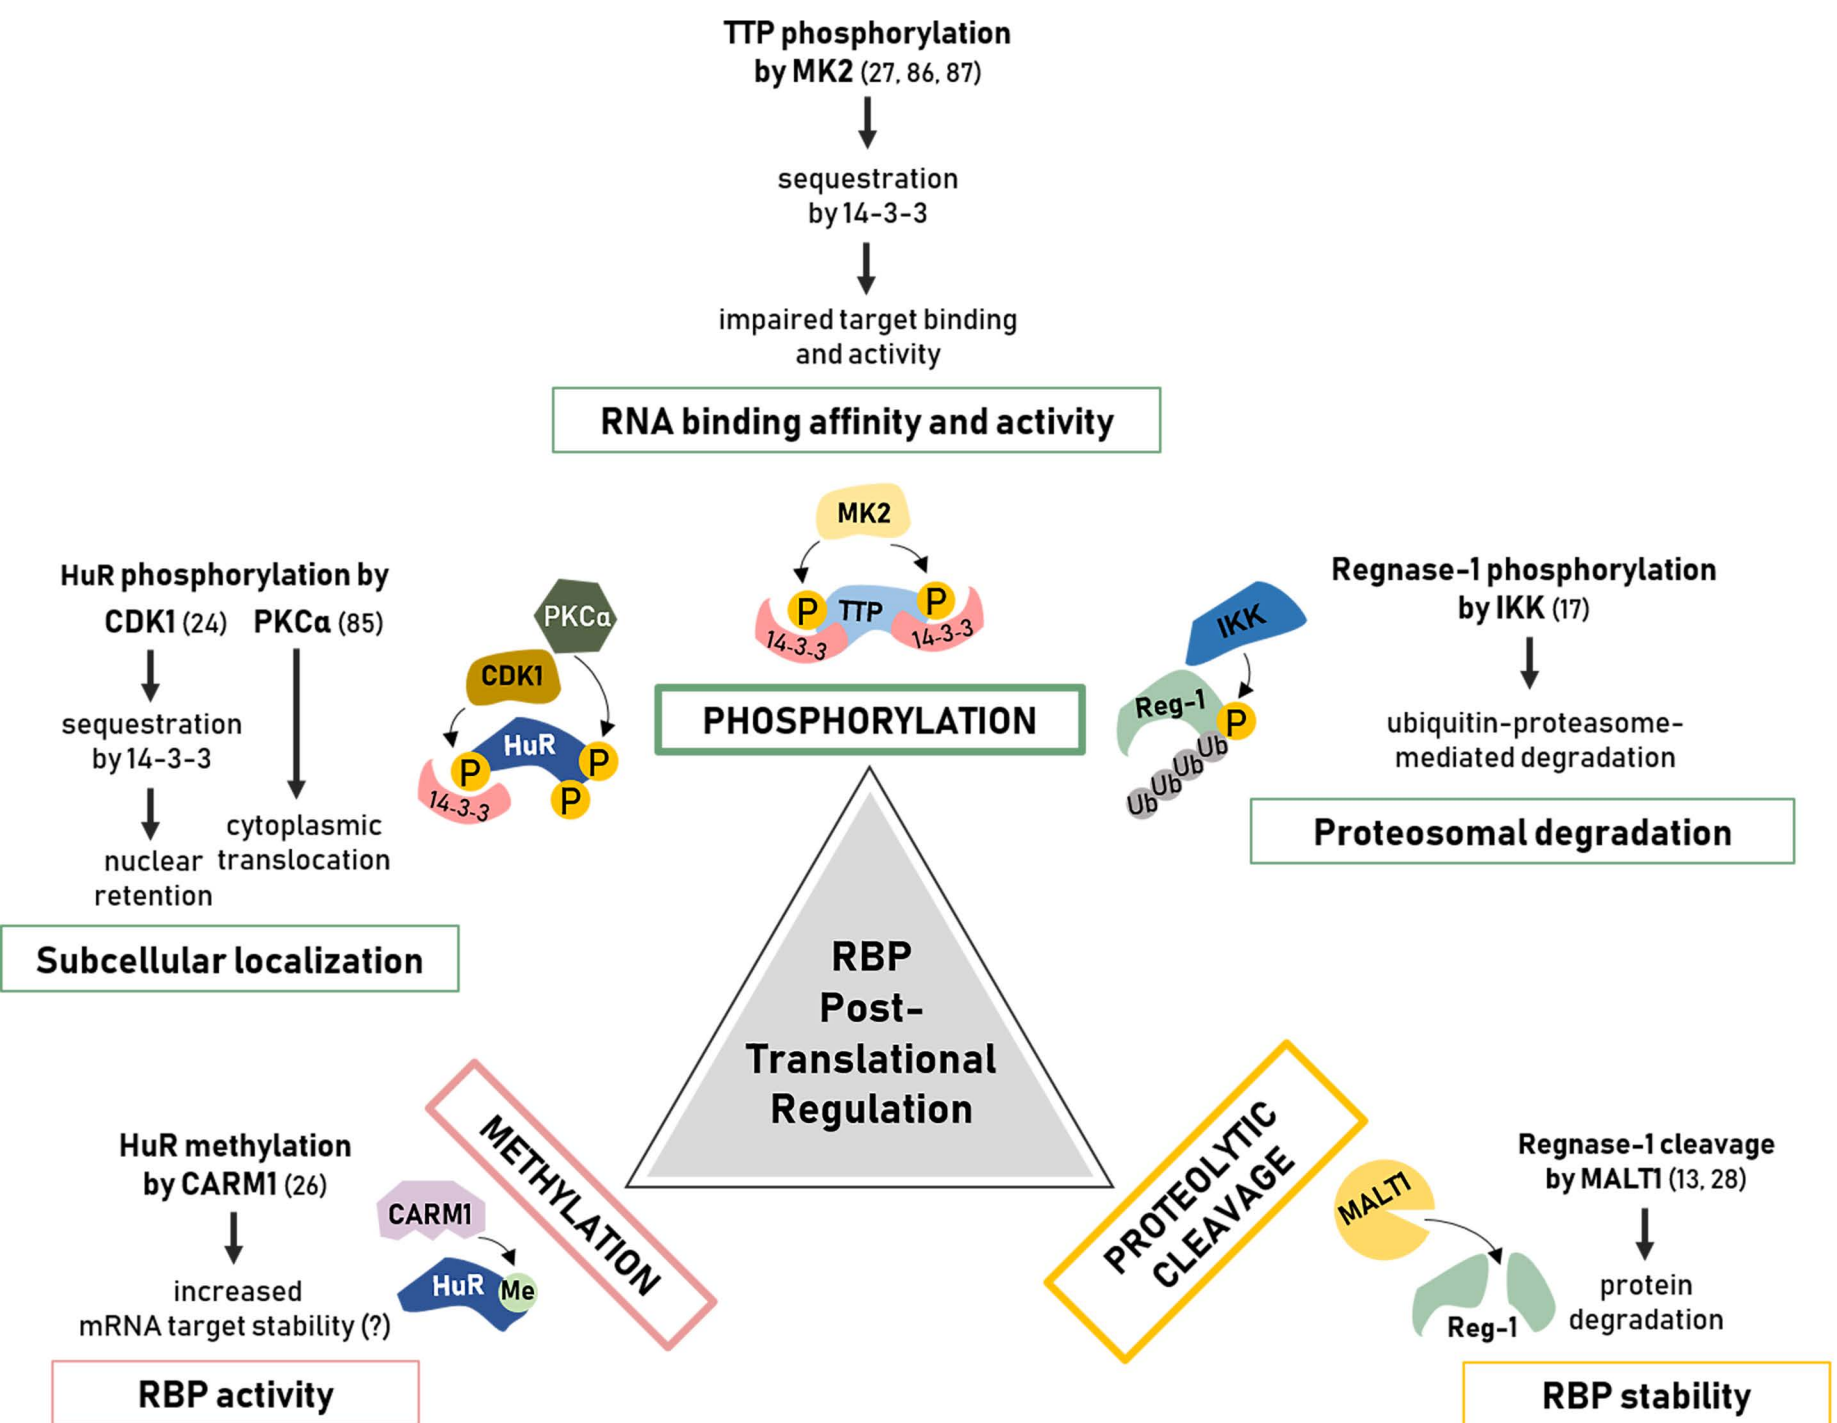 TTP phosphorylation
by MK2 (27, 86, 87)
sequestration
by 14-3-3
impaired target binding
and activity
RNA binding affinity and activity
MK2
P
TTP
P
14-3-3
14-3-3
PHOSPHORYLATION
HuR phosphorylation by
CDK1 (24) PKCα (85)
sequestration
by 14-3-3
nuclear
retention
cytoplasmic
translocation
Subcellular localization
PKCα
CDK1
HuR
P
P
P
14-3-3
Regnase-1 phosphorylation
by IKK (17)
ubiquitin-proteasome-
mediated degradation
Proteosomal degradation
IKK
Reg-1
P
Ub
Ub
Ub
Ub
RBP
Post-
Translational
Regulation
METHYLATION
HuR methylation
by CARM1 (26)
increased
mRNA target stability (?)
RBP activity
CARM1
HuR
Me
PROTEOLYTIC
CLEAVAGE
MALT1
Reg-1
Regnase-1 cleavage
by MALT1 (13, 28)
protein
degradation
RBP stability